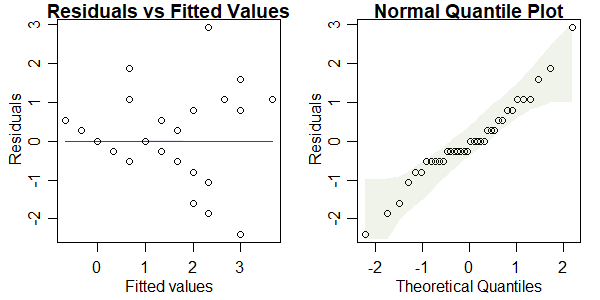 Residuals vs Fitted Values
Residuals
3
2
1
0
-1
-2
0 1 2 3
Fitted values
Normal Quantile Plot
Residuals
3
2
1
0
-1
-2
-2 -1 0 1 2
Theoretical Quantiles